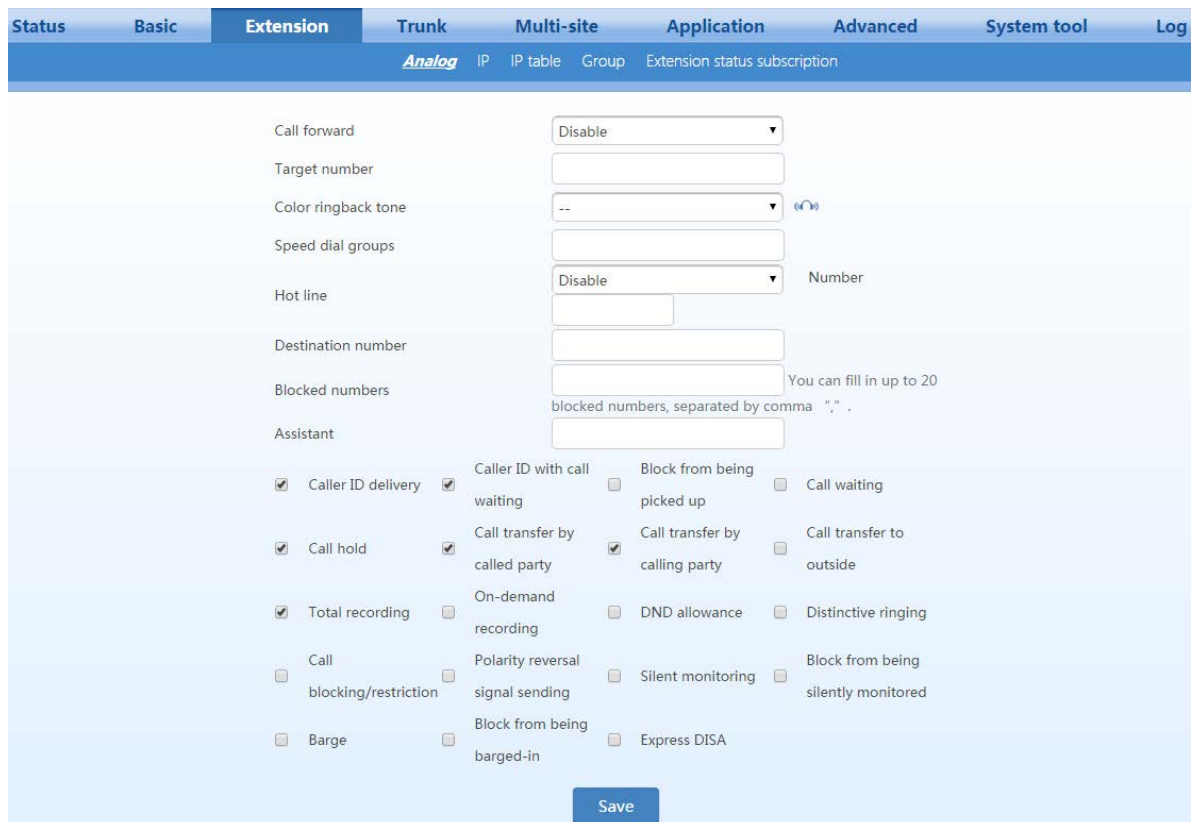 Status Basic Extension Trunk Multi-site Application Advanced System tool Log
Analog IP IP table Group Extension status subscription
Call forward Disable
Target number
Color ringback tone --
Speed dial groups
Hot line Disable Number
Destination number
Blocked numbers You can fill in up to 20
blocked numbers, separated by comma "," .
Assistant
Caller ID delivery Caller ID with call waiting Block from being picked up Call waiting
Call hold Call transfer by called party Call transfer by calling party Call transfer to outside
Total recording On-demand recording DND allowance Distinctive ringing
Call blocking/restriction Polarity reversal signal sending Silent monitoring Block from being silently monitored
Barge Block from being barged-in Express DISA
Save